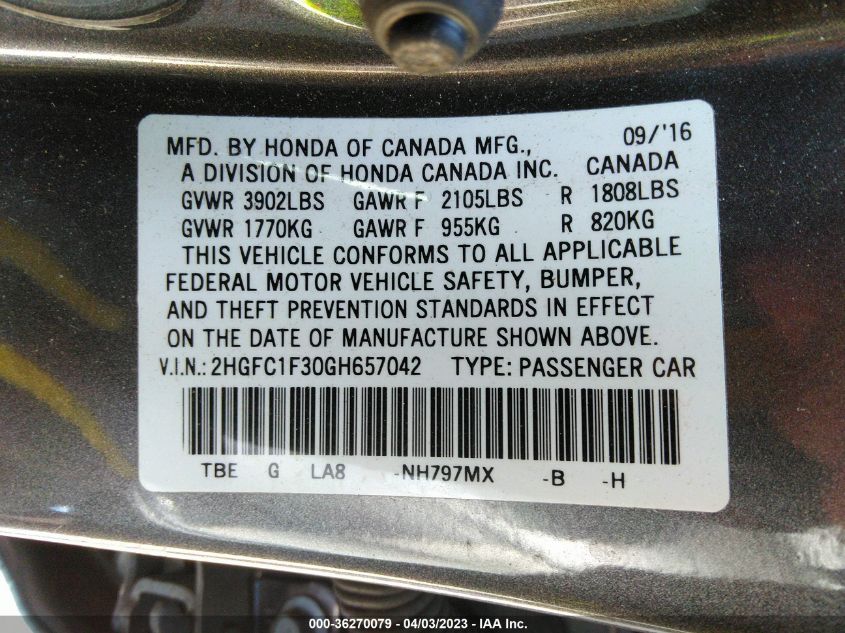 MFD. BY HONDA OF CANADA MFG., 09/'16
A DIVISION OF HONDA CANADA INC. CANADA
GVWR 3902LBS GAWR F 2105LBS R 1808LBS
GVWR 1770KG GAWR F 955KG R 820KG
THIS VEHICLE CONFORMS TO ALL APPLICABLE
FEDERAL MOTOR VEHICLE SAFETY, BUMPER,
AND THEFT PREVENTION STANDARDS IN EFFECT
ON THE DATE OF MANUFACTURE SHOWN ABOVE.
V.I.N.: 2HGFC1F30GH657042 TYPE: PASSENGER CAR
TBE G LA8 -NH797MX -B -H
000-36270079 - 04/03/2023 - IAA Inc.